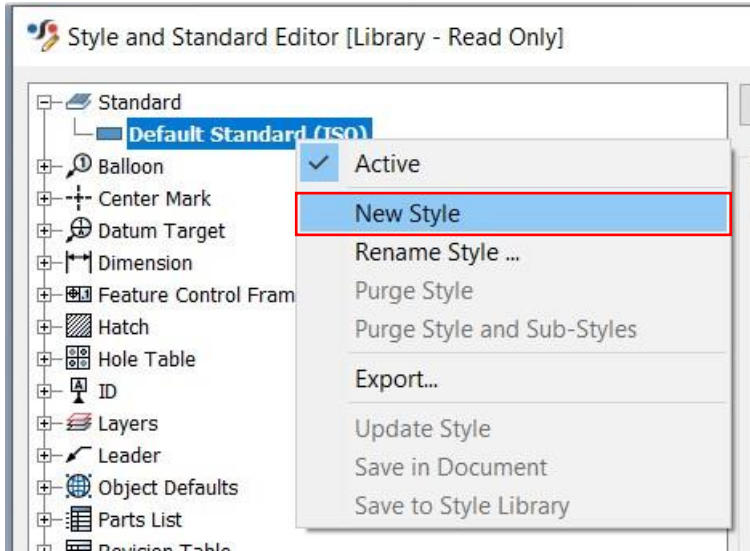 Style and Standard Editor [Library - Read Only]
Standard
Default Standard (ISO)
Active
Balloon
New Style
Center Mark
Rename Style ...
Datum Target
Purge Style
Dimension
Purge Style and Sub-Styles
Feature Control Fram
Export...
Hatch
Update Style
Hole Table
Save in Document
A ID
Save to Style Library
Layers
Leader
Object Defaults
Parts List
Revision Table